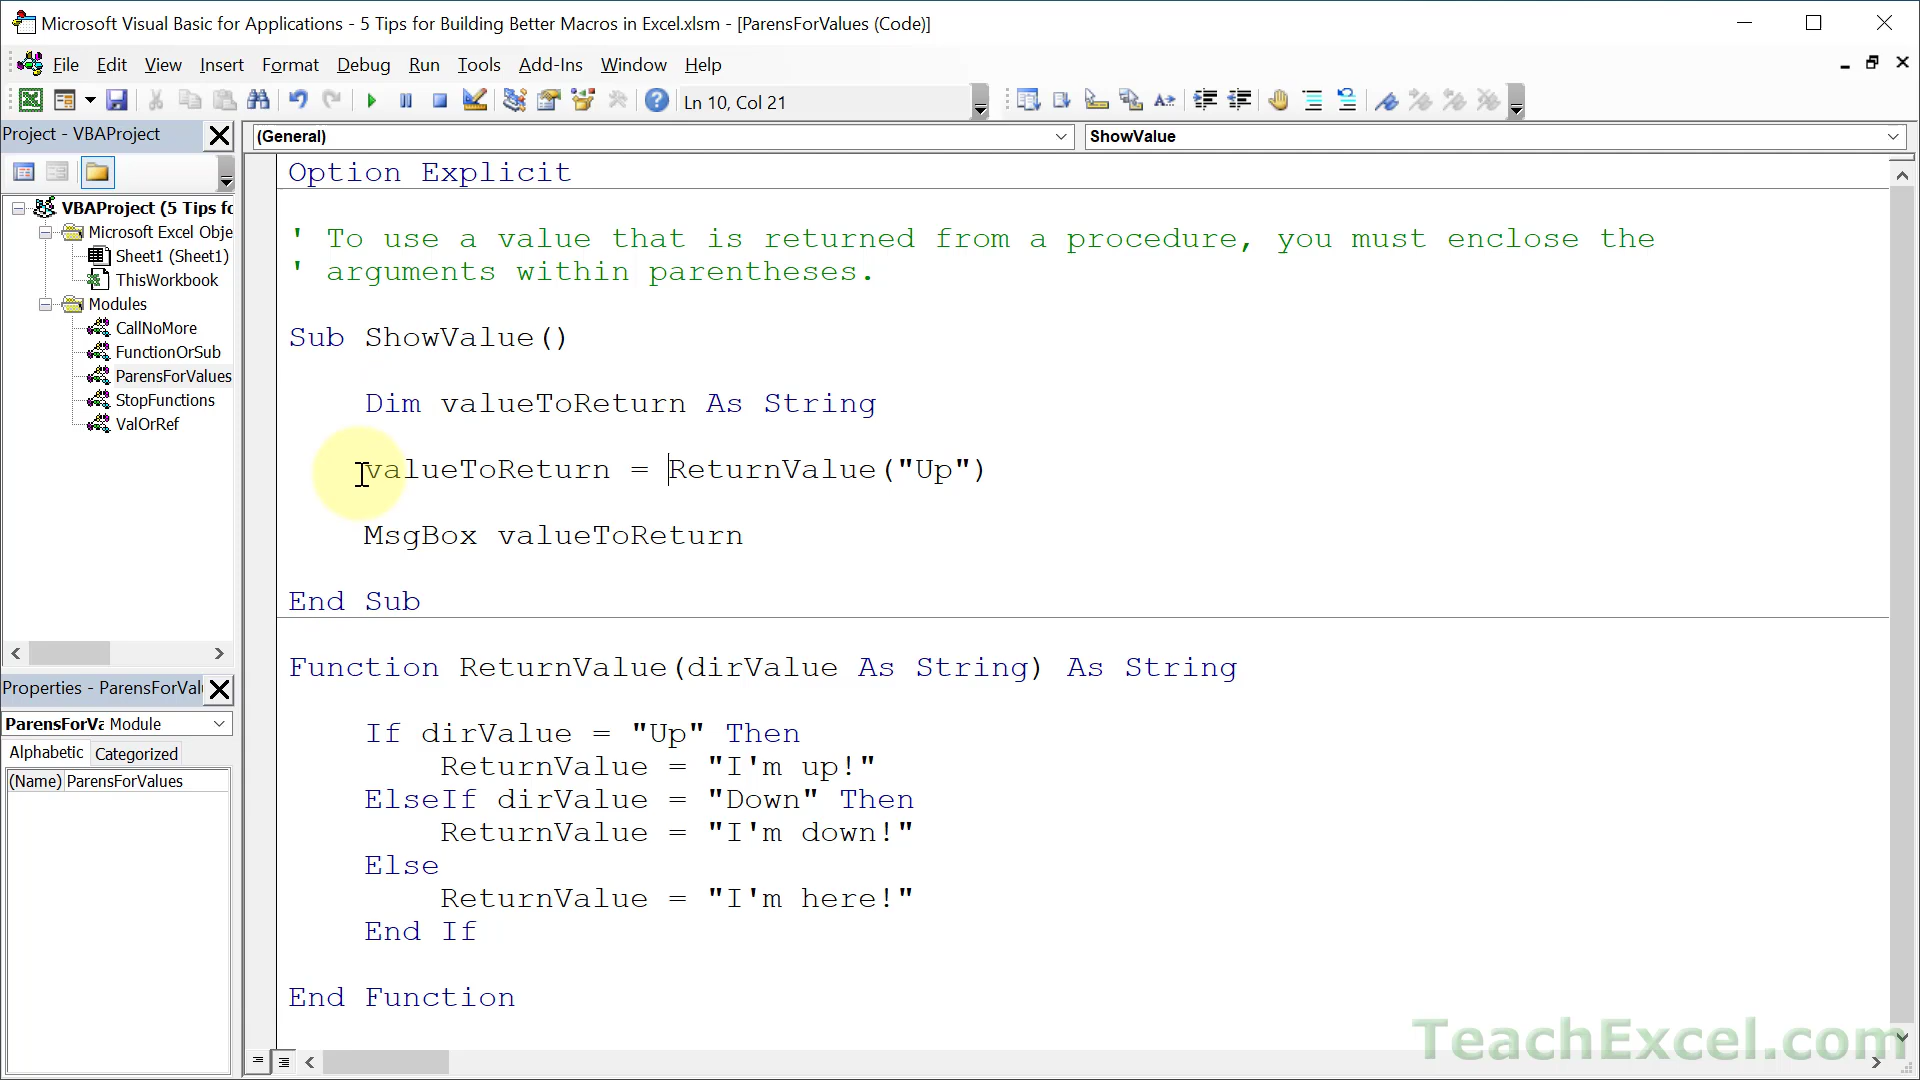 Microsoft Visual Basic for Applications - 5 Tips for Building Better Macros in Excel.xlsm - [ParensForValues (Code)]
File Edit View Insert Format Debug Run Tools Add-Ins Window Help
Ln 10, Col 21
Project - VBAProject
(General) ShowValue
VBAProject (5 Tips fo
Microsoft Excel Obje
Sheet1 (Sheet1)
ThisWorkbook
Modules
CallNoMore
FunctionOrSub
ParensForValues
StopFunctions
ValOrRef
Properties - ParensForVal
ParensForVa Module
Alphabetic Categorized
(Name) ParensForValues
Option Explicit
' To use a value that is returned from a procedure, you must enclose the
' arguments within parentheses.
Sub ShowValue()
Dim valueToReturn As String
valueToReturn = ReturnValue("Up")
MsgBox valueToReturn
End Sub
Function ReturnValue(dirValue As String) As String
If dirValue = "Up" Then
ReturnValue = "I'm up!"
ElseIf dirValue = "Down" Then
ReturnValue = "I'm down!"
Else
ReturnValue = "I'm here!"
End If
End Function
TeachExcel.com